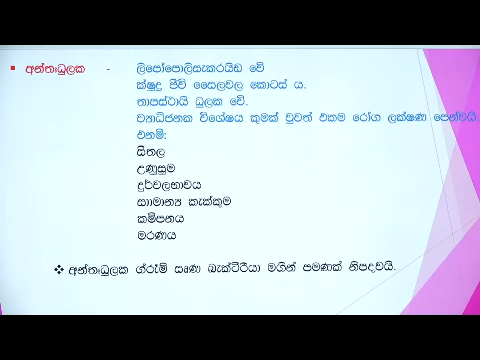 ▪ අන්තඃධුලක - ලිපෝපොලිසැකරයිඩ වේ
ක්ෂුද්‍ර ජීවි සෛලවල කොටස් ය.
තාපස්ථායි ධුලක වේ.
ව්‍යාධිජනක විශේෂය කුමක් වුවත් එකම රෝග ලක්ෂණ පෙන්වයි.
එනම්:
සීතල
උණුසුම
දුර්වලභාවය
සාාමාන්‍ය කැක්කුම
කම්පනය
මරණය
❖ අන්තඃධුලක ග්රෑම් සෘණ බැක්ටීරියා මගින් පමණක් නිපදවයි.